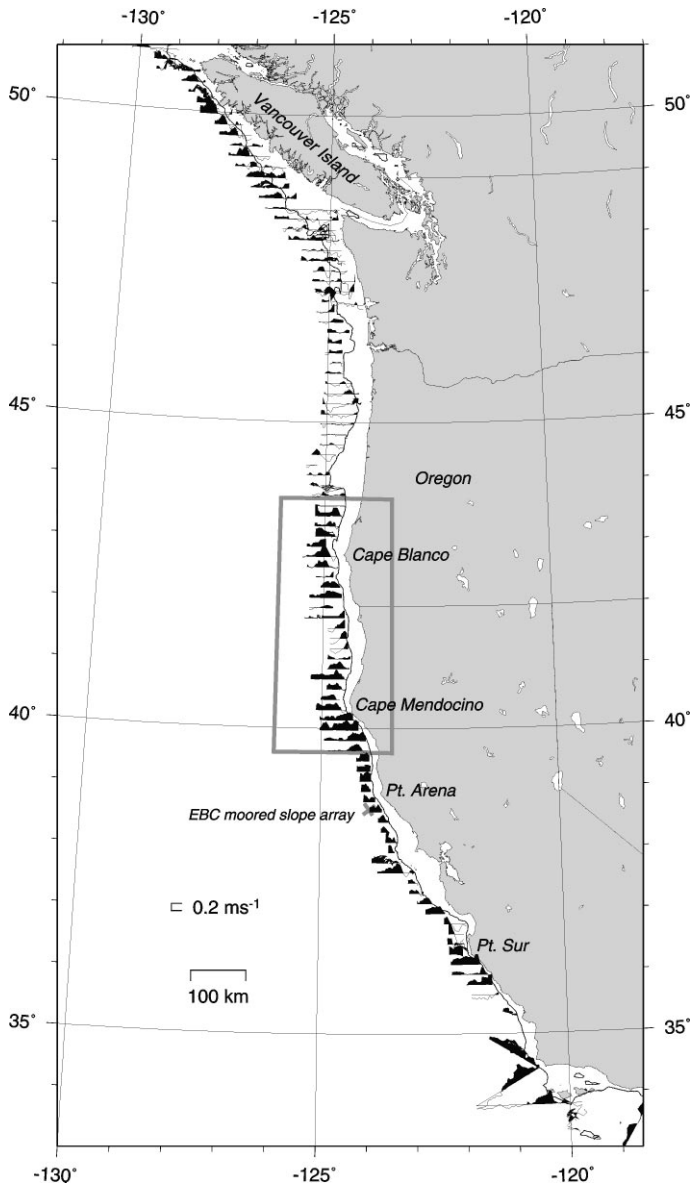 -130° -125° -120°
50° 50°
Vancouver Island
45° 45°
Oregon
Cape Blanco
Cape Mendocino
40° 40°
Pt. Arena
EBC moored slope array
0.2 ms-1
Pt. Sur
100 km
35° 35°
-130° -125° -120°